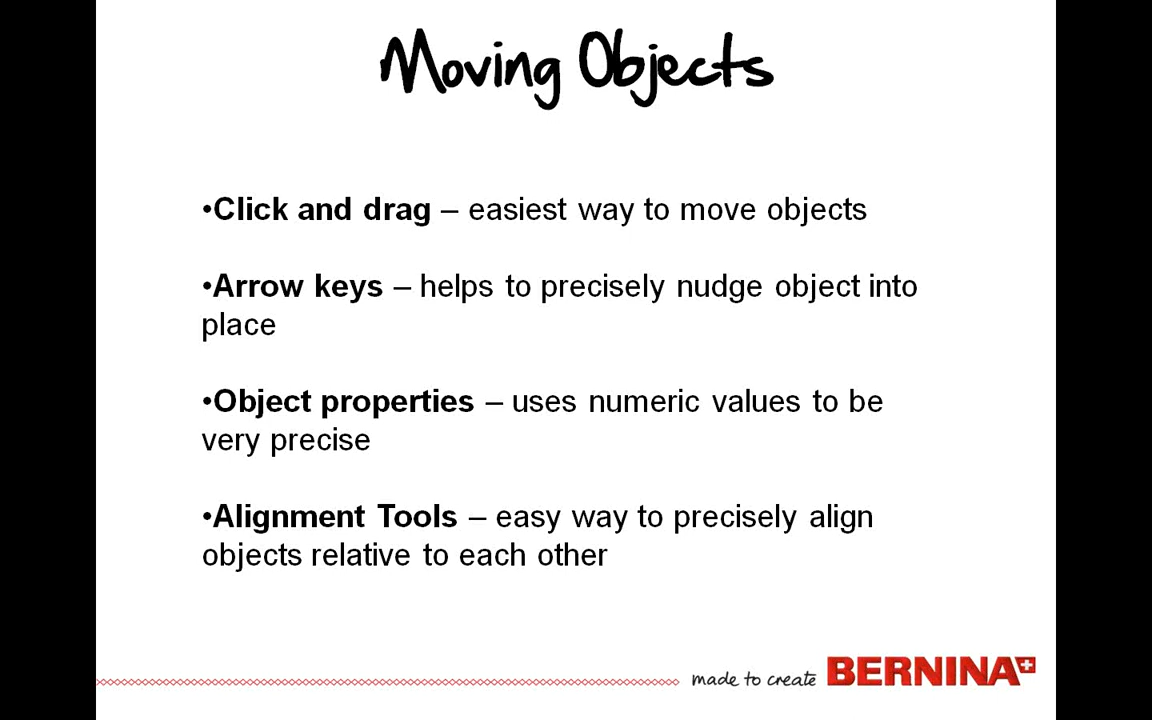 Moving Objects
•Click and drag – easiest way to move objects
•Arrow keys – helps to precisely nudge object into
place
•Object properties – uses numeric values to be
very precise
•Alignment Tools – easy way to precisely align
objects relative to each other
made to create BERNINA